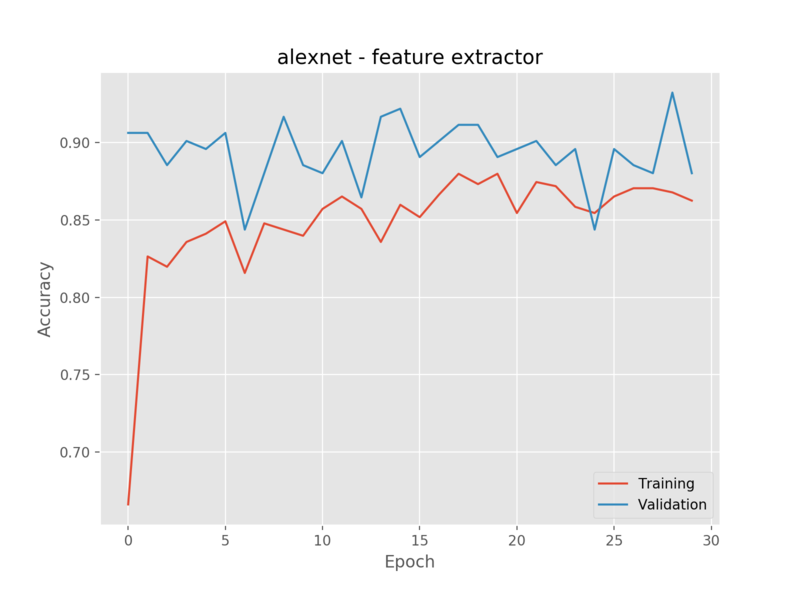 alexnet - feature extractor
Accuracy
0.90
0.85
0.80
0.75
0.70
0 5 10 15 20 25 30
Epoch
Training
Validation